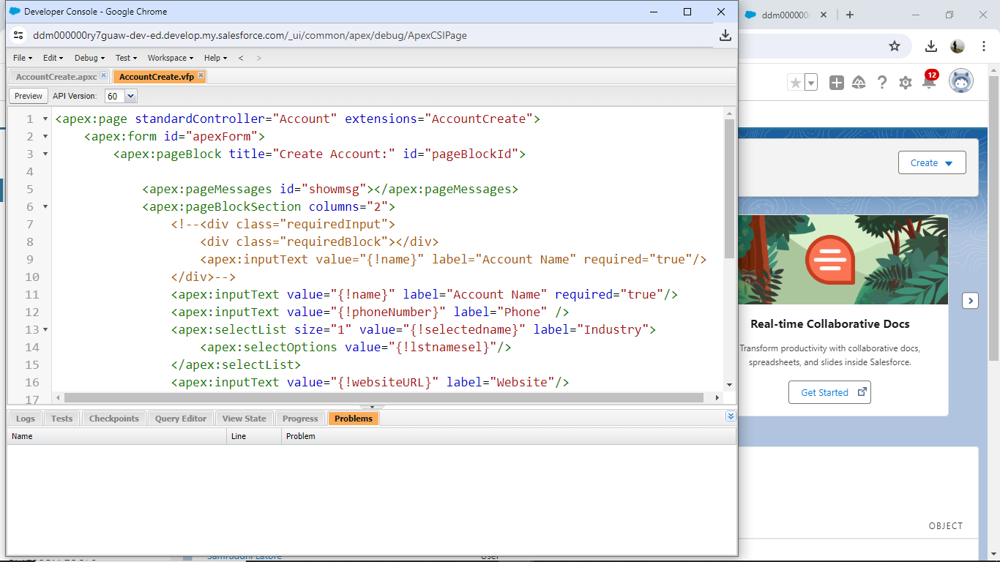 Developer Console - Google Chrome
ddm000000ry7guaw-dev-ed.develop.my.salesforce.com/_ui/common/apex/debug/ApexCSIPage
ddm000000
File Edit Debug Test Workspace Help < >
AccountCreate.apxc AccountCreate.vfp
12
Preview API Version: 60
1 <apex:page standardController="Account" extensions="AccountCreate">
2 <apex:form id="apexForm">
3 <apex:pageBlock title="Create Account:" id="pageBlockId">
4
5 <apex:pageMessages id="showmsg"></apex:pageMessages>
6 <apex:pageBlockSection columns="2">
7 <!--<div class="requiredInput">
8 <div class="requiredBlock"></div>
9 <apex:inputText value="{!name}" label="Account Name" required="true"/>
10 </div>-->
11 <apex:inputText value="{!name}" label="Account Name" required="true"/>
12 <apex:inputText value="{!phoneNumber}" label="Phone" />
13 <apex:selectList size="1" value="{!selectedname}" label="Industry">
14 <apex:selectOptions value="{!lstnamesel}"/>
15 </apex:selectList>
16 <apex:inputText value="{!websiteURL}" label="Website"/>
17
Create
Real-time Collaborative Docs
Transform productivity with collaborative docs,
spreadsheets, and slides inside Salesforce.
Get Started
Logs Tests Checkpoints Query Editor View State Progress Problems
Name Line Problem
OBJECT